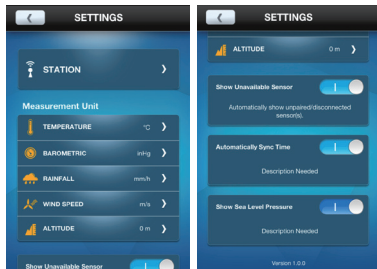 SETTINGS
STATION
Measurement Unit
TEMPERATURE °C
BAROMETRIC inHg
RAINFALL mm/h
WIND SPEED m/s
ALTITUDE 0 m
Show Unavailable Sensor
SETTINGS
ALTITUDE 0 m
Show Unavailable Sensor
Automatically show unpaired/disconnected
sensor(s).
Automatically Sync Time
Description Needed
Show Sea Level Pressure
Description Needed
Version 1.0.0